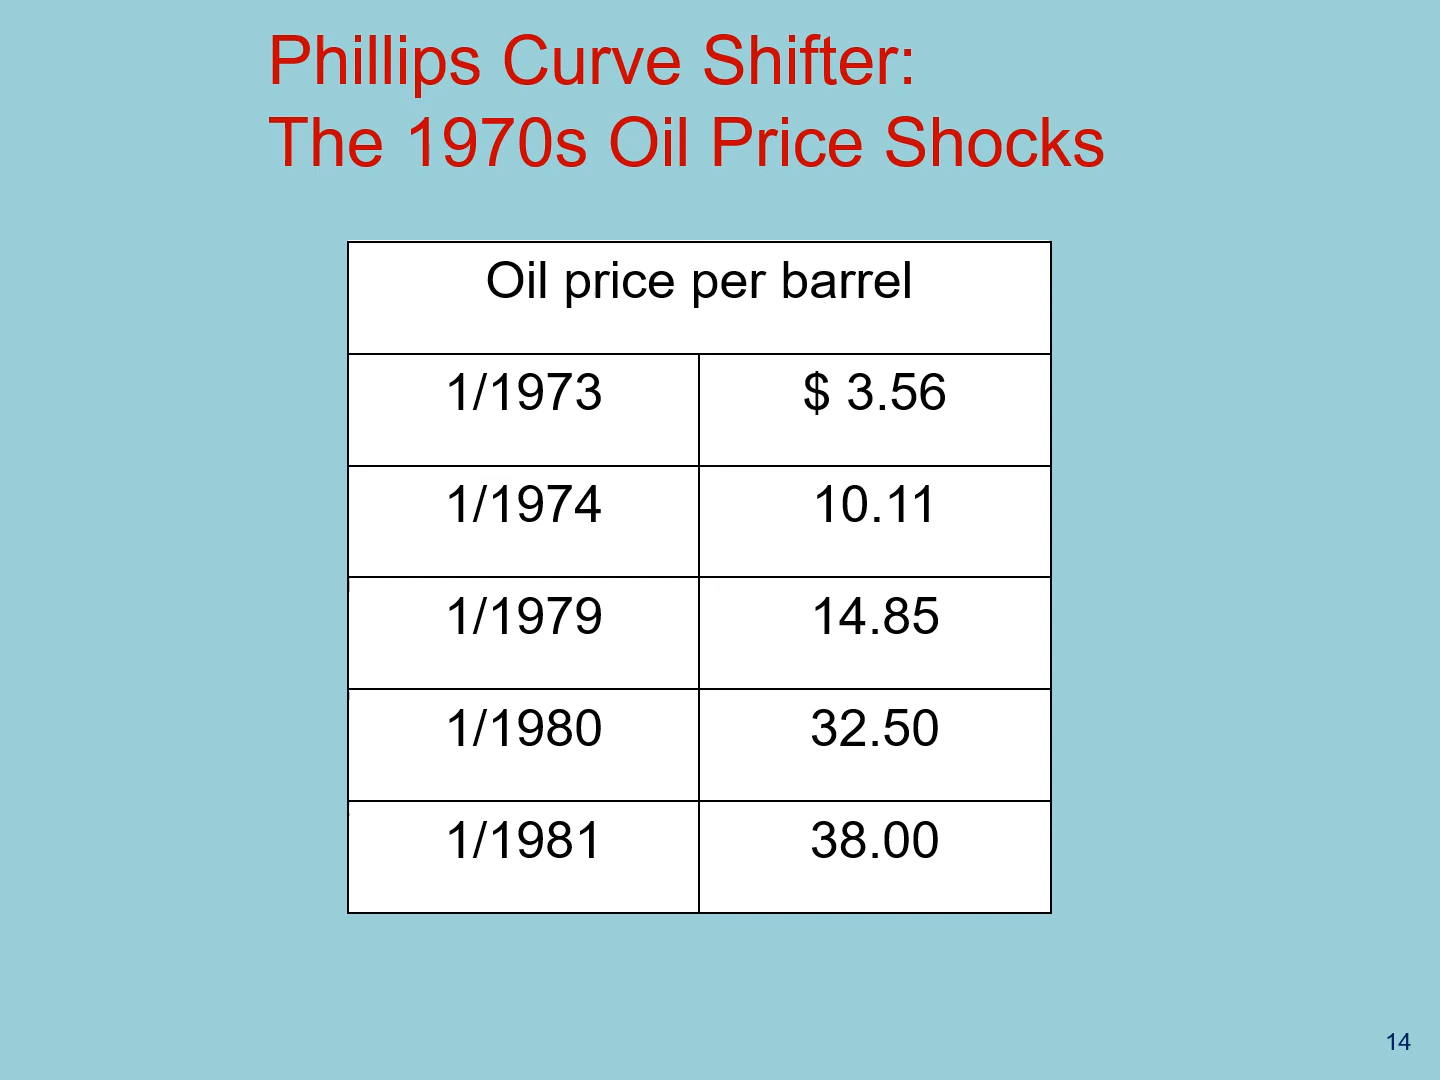 Phillips Curve Shifter:
The 1970s Oil Price Shocks
Oil price per barrel
1/1973 $ 3.56
1/1974 10.11
1/1979 14.85
1/1980 32.50
1/1981 38.00
14